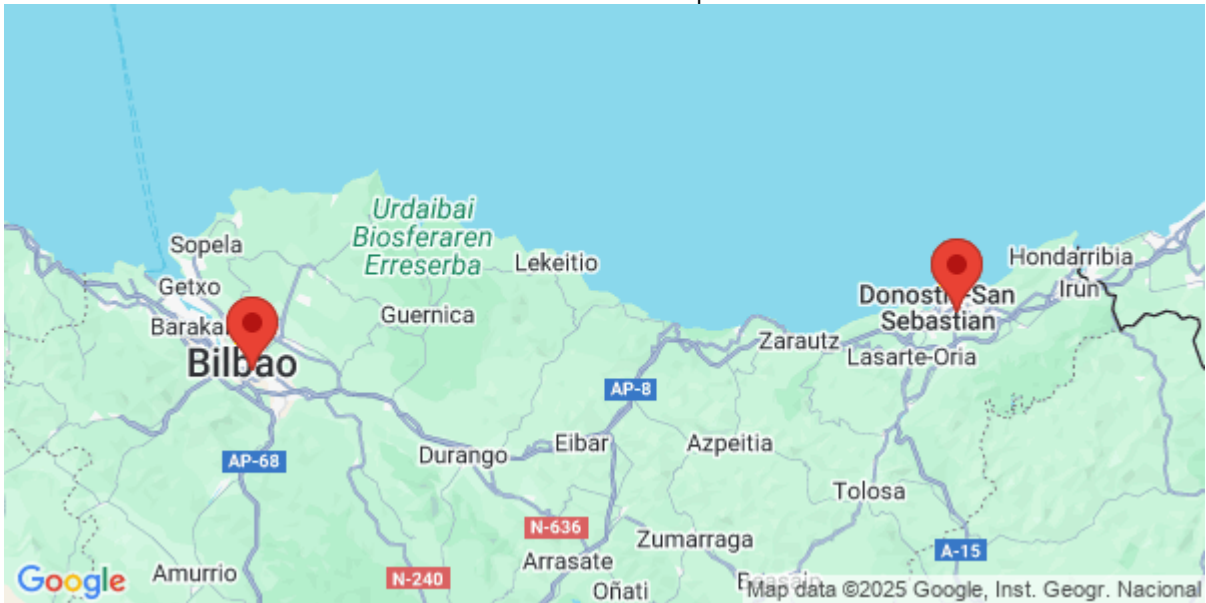 Urdaibai
Biosferaren
Erreserba
Sopela
Lekeitio
Hondarribia
Getxo
Irun
Donostia-San
Sebastian
Guernica
Barakal
Bilbao
Zarautz
Lasarte-Oria
AP-8
Durango
Eibar
Azpeitia
AP-68
Tolosa
N-636
Zumarraga
A-15
Arrasate
Google
Amurrio
N-240
Oñati
Map data ©2025 Google, Inst. Geogr. Nacional